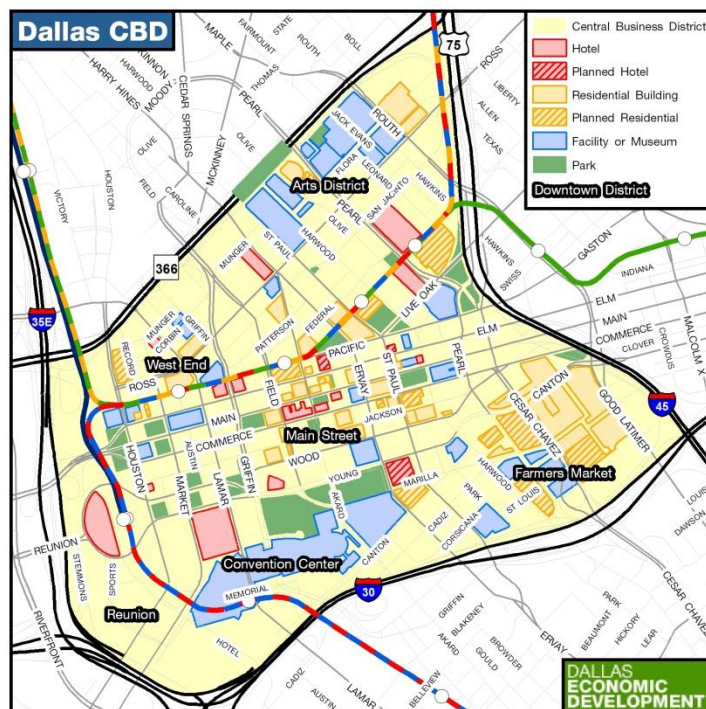 Dallas CBD
75
Central Business District
Hotel
Planned Hotel
Residential Building
Planned Residential
Facility or Museum
Park
Downtown District
MAPLE
FAIRMOUNT
STATE
ROUTH
BOLL
THOMAS
HARWOOD
MOODY
HARRY HINES
CEDAR SPRINGS
PEARL
OLIVE
MCKINNEY
FIELD
CAROLINE
OLIVE
VICTORY
HOUSTON
ROSS
LIBERTY
ALLEN
TEXAS
ROUTH
JACK EVANS
FLORA
LEONARD
Arts District
HAWKINS
SAN JACINTO
PEARL
OLIVE
HARWOOD
ST PAUL
MUNGER
366
35E
HAWKINS
SWISS
GASTON
INDIANA
ELM
MAIN
COMMERCE
CLOVER
CROWDUS
MALCOLM X
LIVE OAK
FEDERAL
PATTERSON
MUNGER
CORBIN
GRIFFIN
RECORD
West End
ROSS
PACIFIC
ELM
FIELD
ERVAY
ST PAUL
PEARL
MAIN
COMMERCE
JACKSON
Main Street
WOOD
YOUNG
HOUSTON
AUSTIN
MARKET
LAMAR
GRIFFIN
AKARD
MARILLA
CANTON
CESAR CHAVEZ
GOOD LATIMER
45
HARWOOD
Farmers Market
ST LOUIS
PARK
CADIZ
CORSICANA
CANTON
Convention Center
REUNION
STEMMONS
SPORTS
RIVERFRONT
Reunion
MEMORIAL
HOTEL
30
LOUIS
DAWSON
CESAR CHAVEZ
ERVAY
GRIFFIN
BLAKENEY
AKARD
GOULD
BROWDER
BEAUMONT
PARK
HICKORY
LEAR
CADIZ
AUSTIN
LAMAR
BELLEVIEW
DALLAS
ECONOMIC
DEVELOPMENT